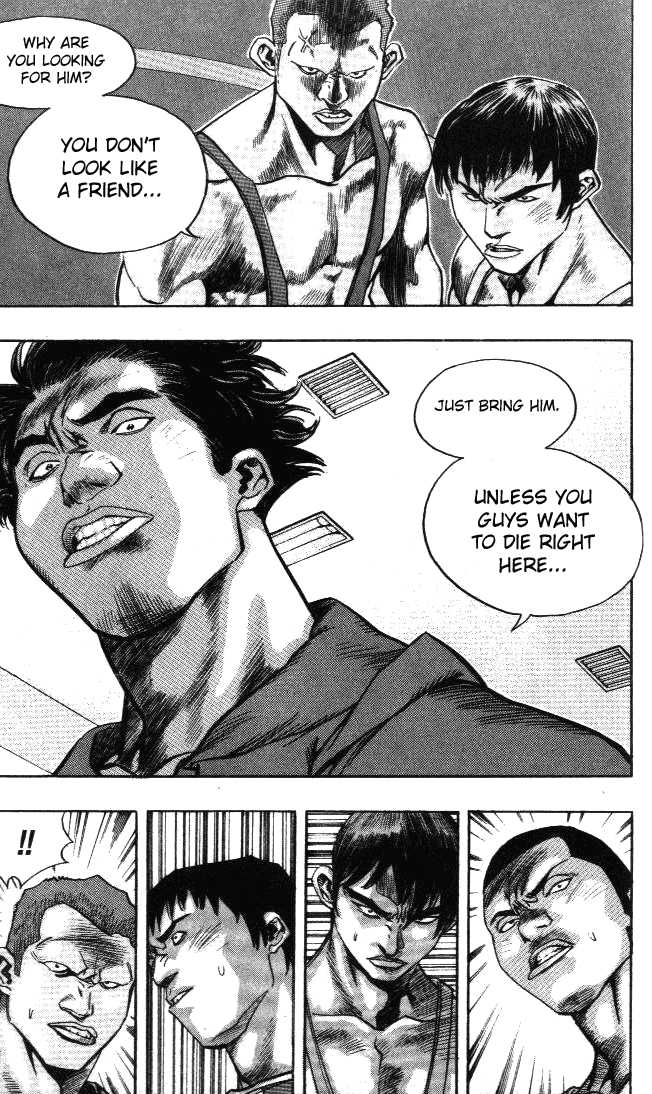 WHY ARE
YOU LOOKING
FOR HIM?
YOU DON'T
LOOK LIKE
A FRIEND...
JUST BRING HIM.
UNLESS YOU
GUYS WANT
TO DIE RIGHT
HERE...
!!